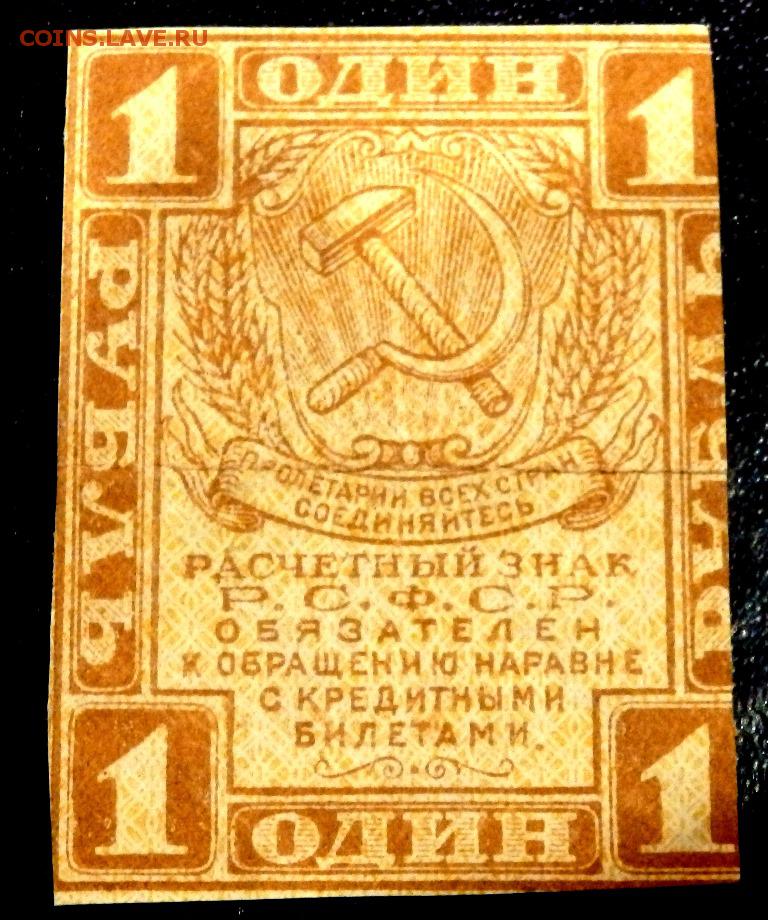 COINS.LAVE.RU
1 ОДИН 1
РУБЛЬ
РУБЛЬ
ПРОЛЕТАРИИ ВСЕХ СТРАН
СОЕДИНЯЙТЕСЬ
РАСЧЕТНЫЙ ЗНАК
Р.С.Ф.С.Р.
ОБЯЗАТЕЛЕН
К ОБРАЩЕНИЮ НАРАВНЕ
С КРЕДИТНЫМИ
БИЛЕТАМИ.
1 ОДИН 1